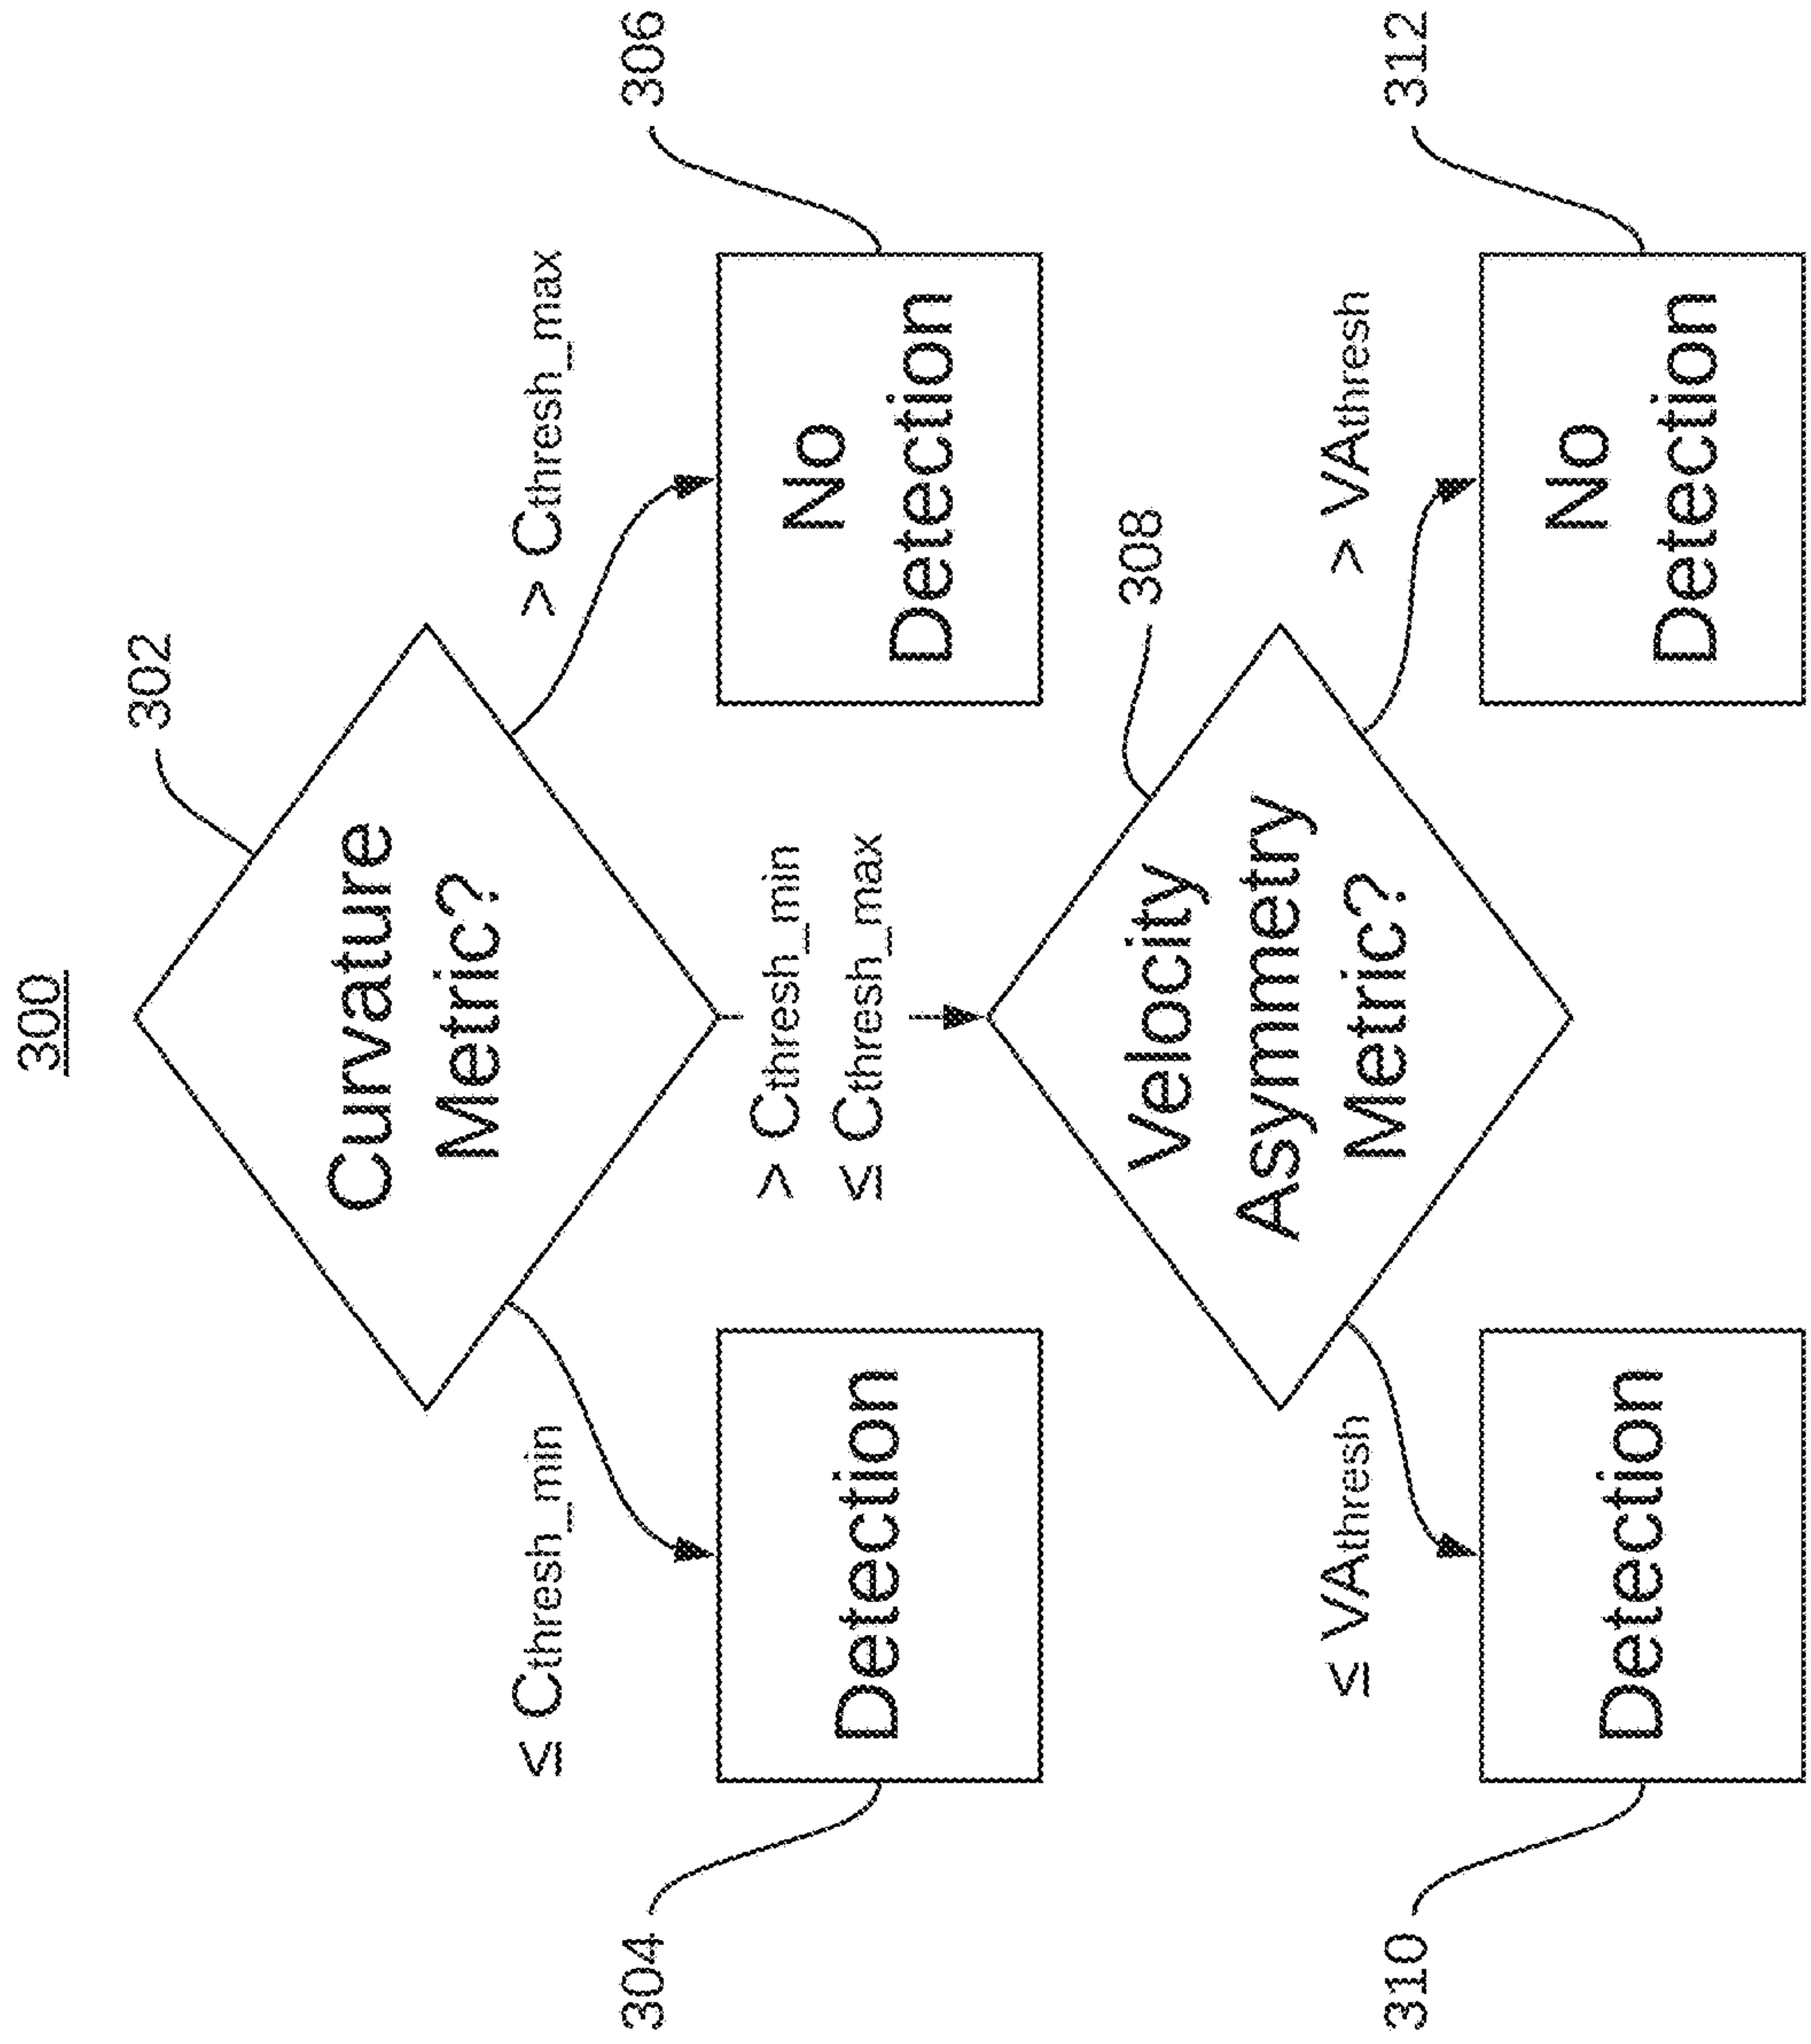 300
302
Curvature
Metric?
≤ Cthresh_min
> Cthresh_max
304
Detection
306
No
Detection
> Cthresh_min
≤ Cthresh_max
308
Velocity
Asymmetry
Metric?
≤ VAthresh
> VAthresh
310
Detection
312
No
Detection